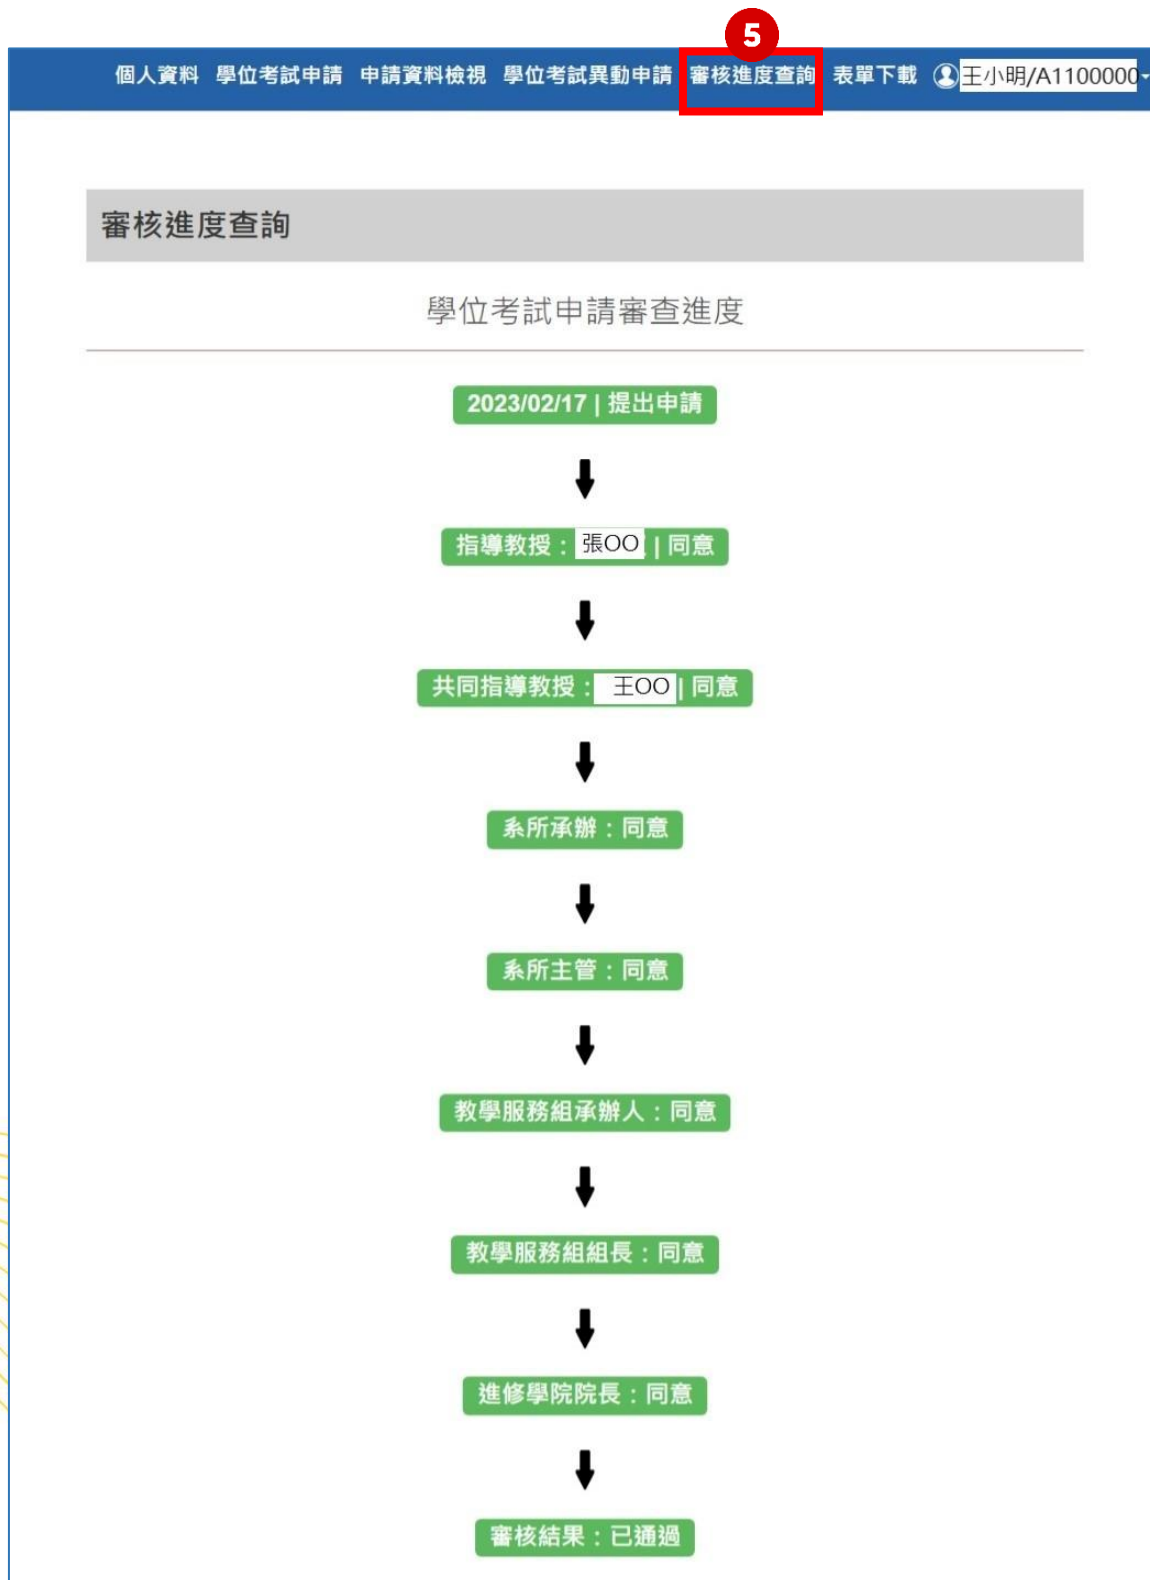 5
個人資料 學位考試申請 申請資料檢視 學位考試異動申請 審核進度查詢 表單下載 王小明/A1100000
審核進度查詢
學位考試申請審查進度
2023/02/17 | 提出申請
指導教授：張OO | 同意
共同指導教授：王OO | 同意
系所承辦：同意
系所主管：同意
教學服務組承辦人：同意
教學服務組組長：同意
進修學院院長：同意
審核結果：已通過